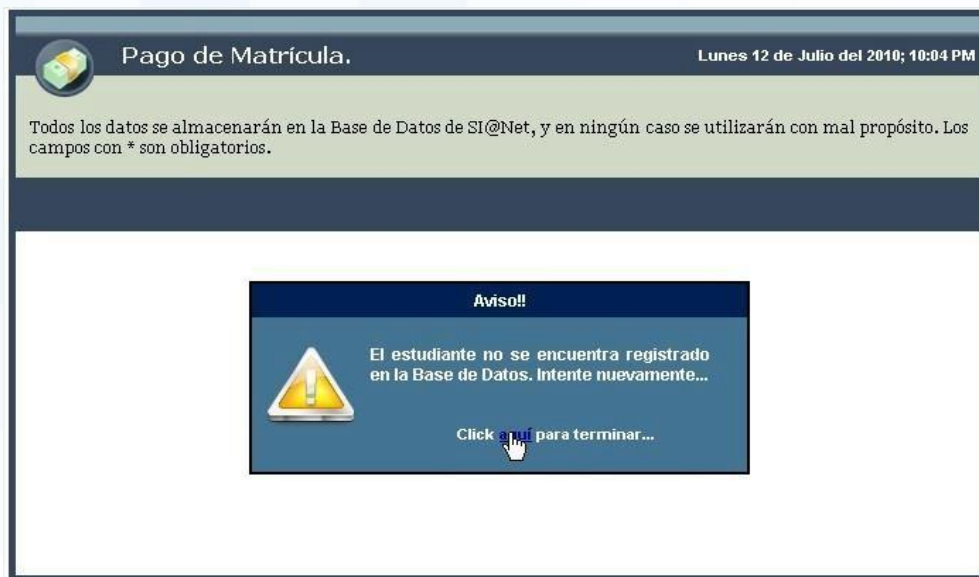 Pago de Matrícula.
Lunes 12 de Julio del 2010; 10:04 PM
Todos los datos se almacenarán en la Base de Datos de SI@Net, y en ningún caso se utilizarán con mal propósito. Los
campos con * son obligatorios.
Aviso!!
El estudiante no se encuentra registrado
en la Base de Datos. Intente nuevamente...
Click aquí para terminar...